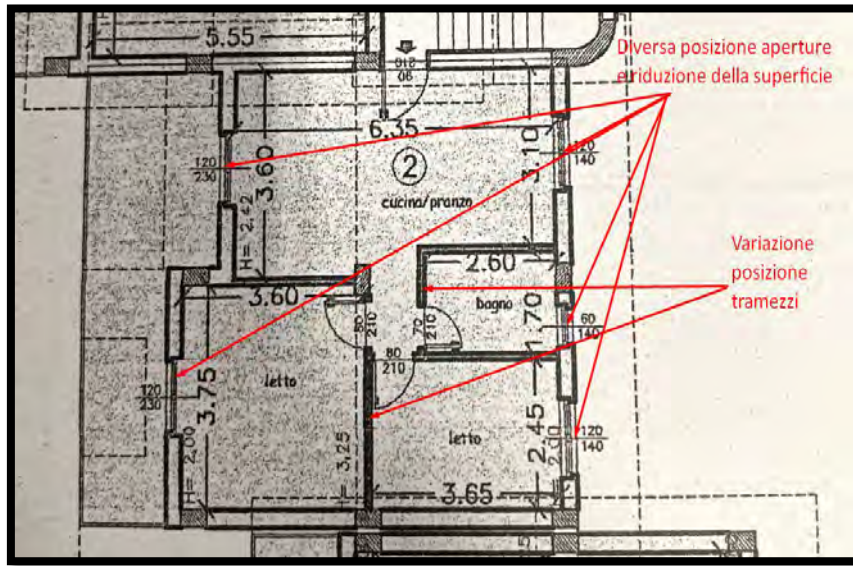 5.55
90
210
Diversa posizione aperture
e riduzione della superficie
6.35
120
230
3.60
2
3.10
120
140
cucina/pranzo
H= 2.42
2.60
Variazione
posizione
tramezzi
3.60
bagno
1.70
60
140
80
210
70
210
80
210
letto
120
230
3.75
letto
2.45
120
140
H= 2.00
3.25
2.00
3.65